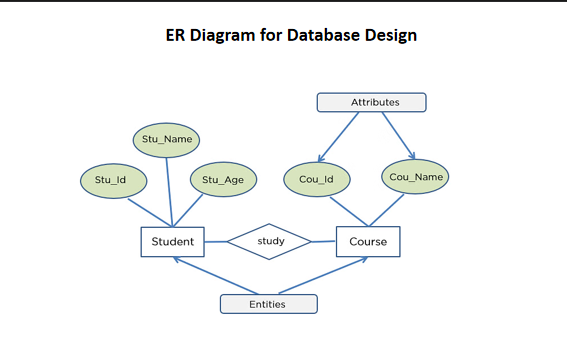 ER Diagram for Database Design
Attributes
Stu_Name
Stu_Id
Stu_Age
Cou_Id
Cou_Name
Student
study
Course
Entities